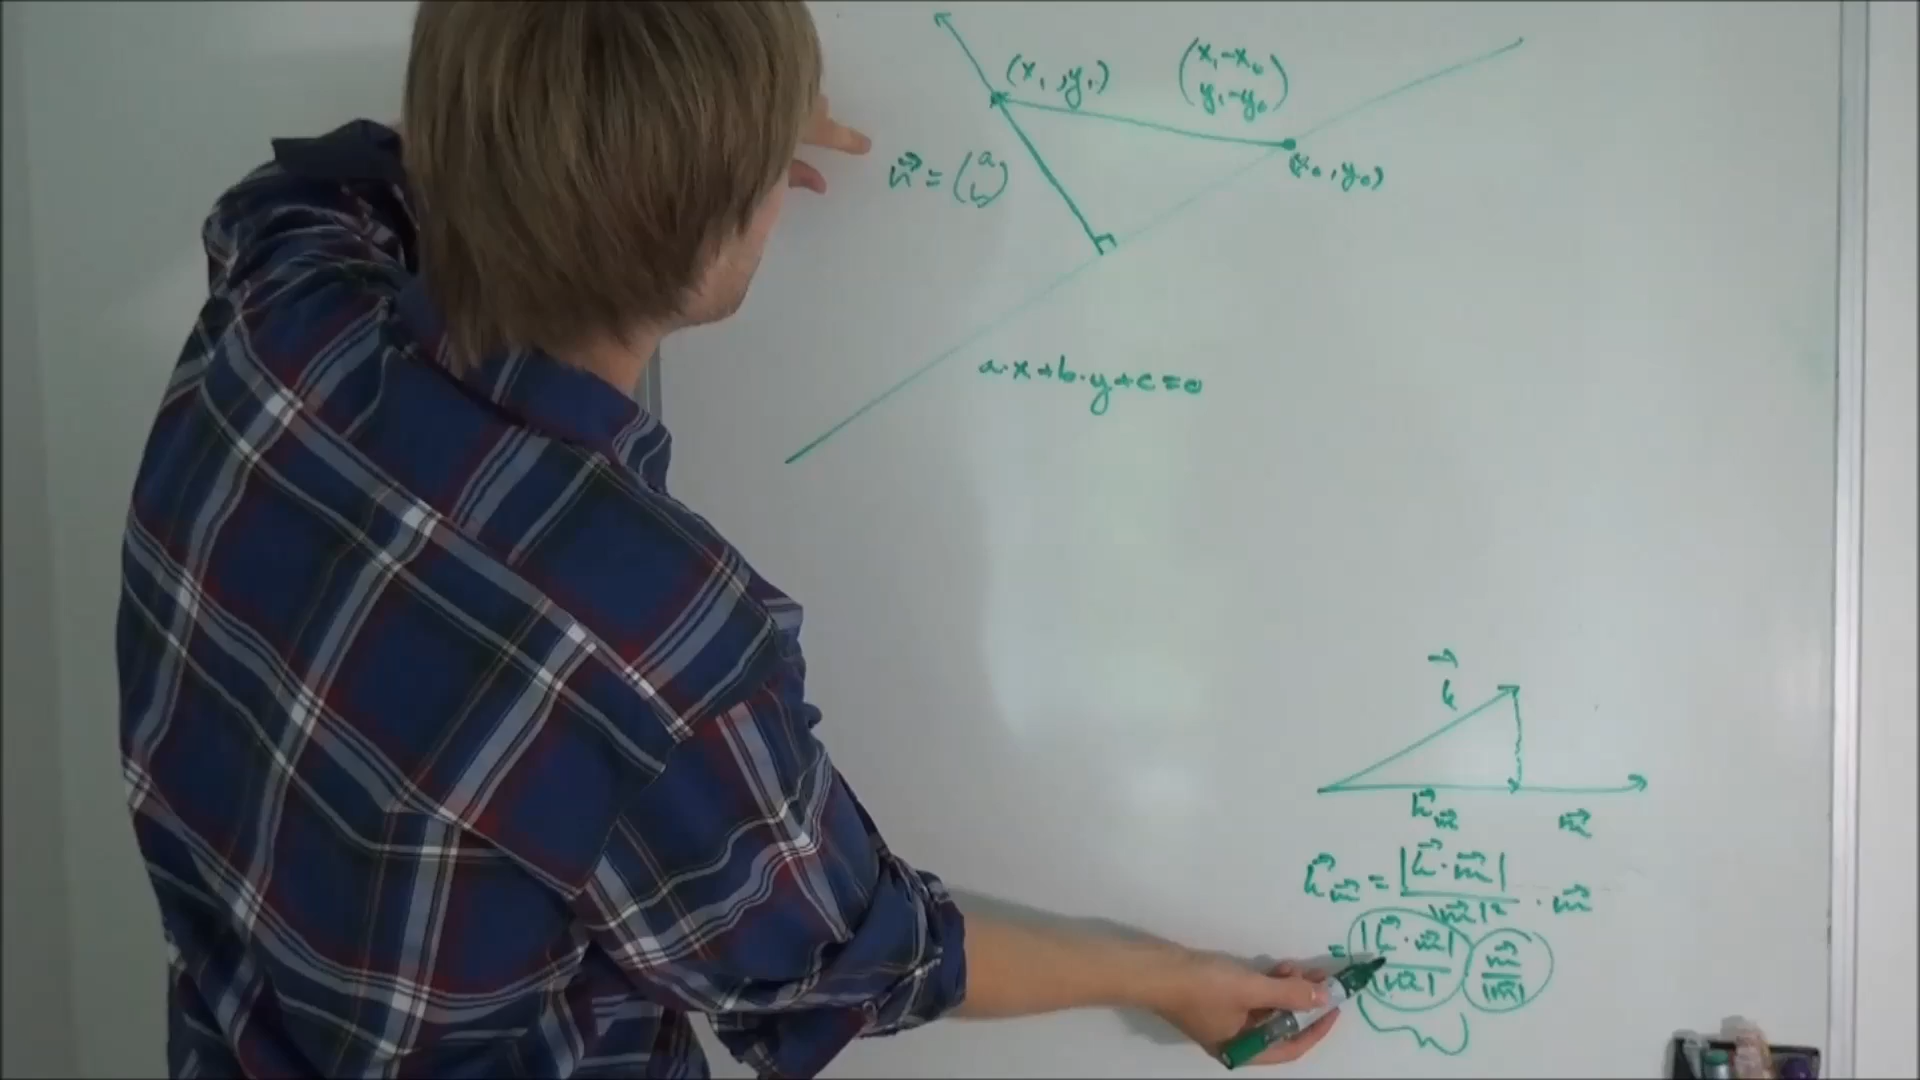 (x₁, y₁)
(x₁-x₀
y₁-y₀)
n⃗ = (a
b)
(x₀, y₀)
a·x+b·y+c=0
k⃗
k⃗ₘ⃗
m⃗
k⃗ₘ⃗ = |k⃗·m⃗| / |m⃗|² · m⃗
= |k⃗·m⃗| / |m⃗| m⃗ / |m⃗|